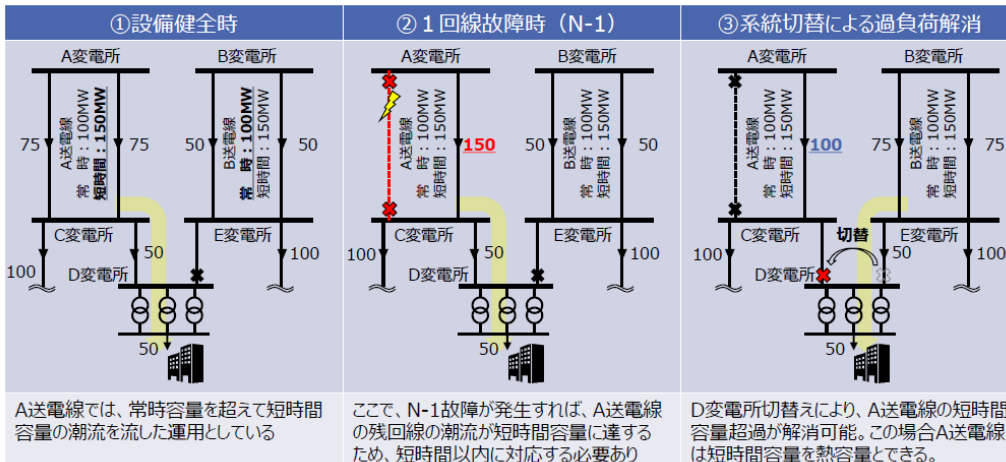 ①設備健全時
A変電所
B変電所
75
A送電線
常 時：100MW
短時間：150MW
75
50
B送電線
常 時：100MW
短時間：150MW
50
C変電所
E変電所
100
50
100
D変電所
50
A送電線では、常時容量を超えて短時間
容量の潮流を流した運用としている
②１回線故障時（N-1）
A変電所
B変電所
A送電線
常 時：100MW
短時間：150MW
150
50
B送電線
常 時：100MW
短時間：150MW
50
C変電所
E変電所
100
50
100
D変電所
50
ここで、N-1故障が発生すれば、A送電線
の残回線の潮流が短時間容量に達する
ため、短時間以内に対応する必要あり
③系統切替による過負荷解消
A変電所
B変電所
A送電線
常 時：100MW
短時間：150MW
100
75
B送電線
常 時：100MW
短時間：150MW
75
C変電所
E変電所
切替
100
50
100
D変電所
50
D変電所切替えにより、A送電線の短時間
容量超過が解消可能。この場合A送電線
は短時間容量を熱容量とできる。